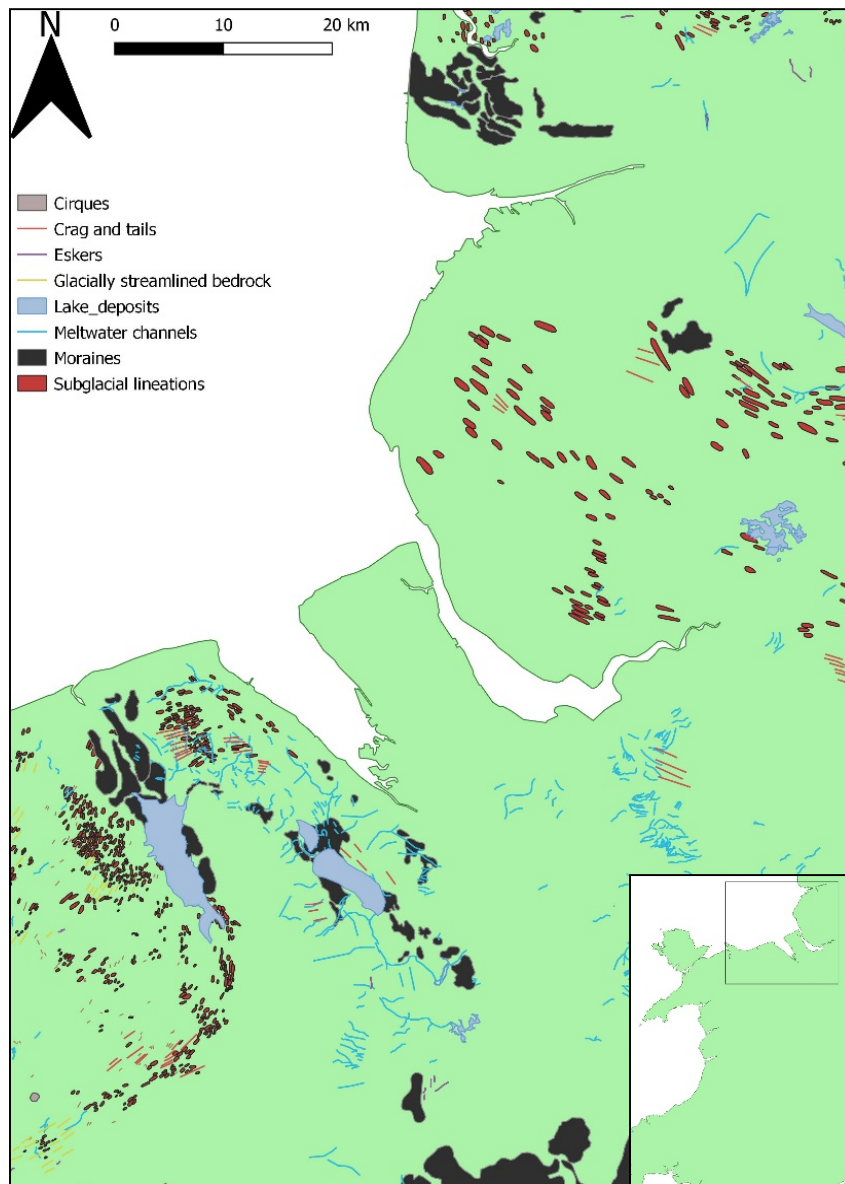 N
0 10 20 km
Cirques
Crag and tails
Eskers
Glacially streamlined bedrock
Lake_deposits
Meltwater channels
Moraines
Subglacial lineations